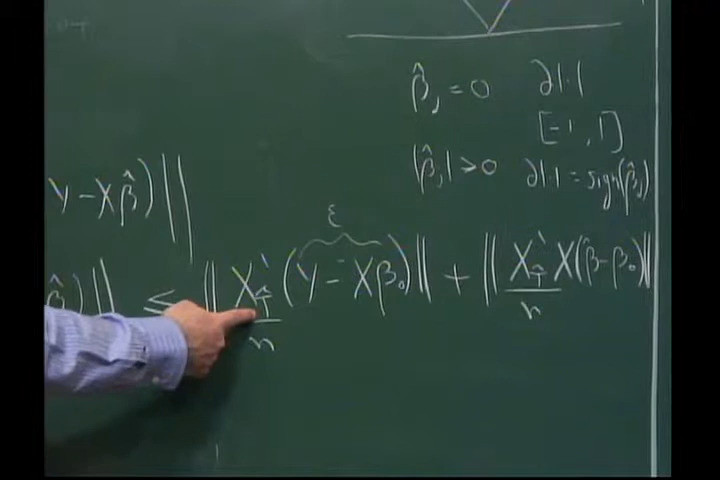 β̂ⱼ = 0   ∂|·|
[-1, 1]
|β̂ⱼ| > 0   ∂|·| = sign(β̂ⱼ)
Y - Xβ̂)||
ε
β̂)|| ≤ || X'_T̂/n (Y - Xβ₀)|| + || X'_T̂/n X(β̂ - β₀)||